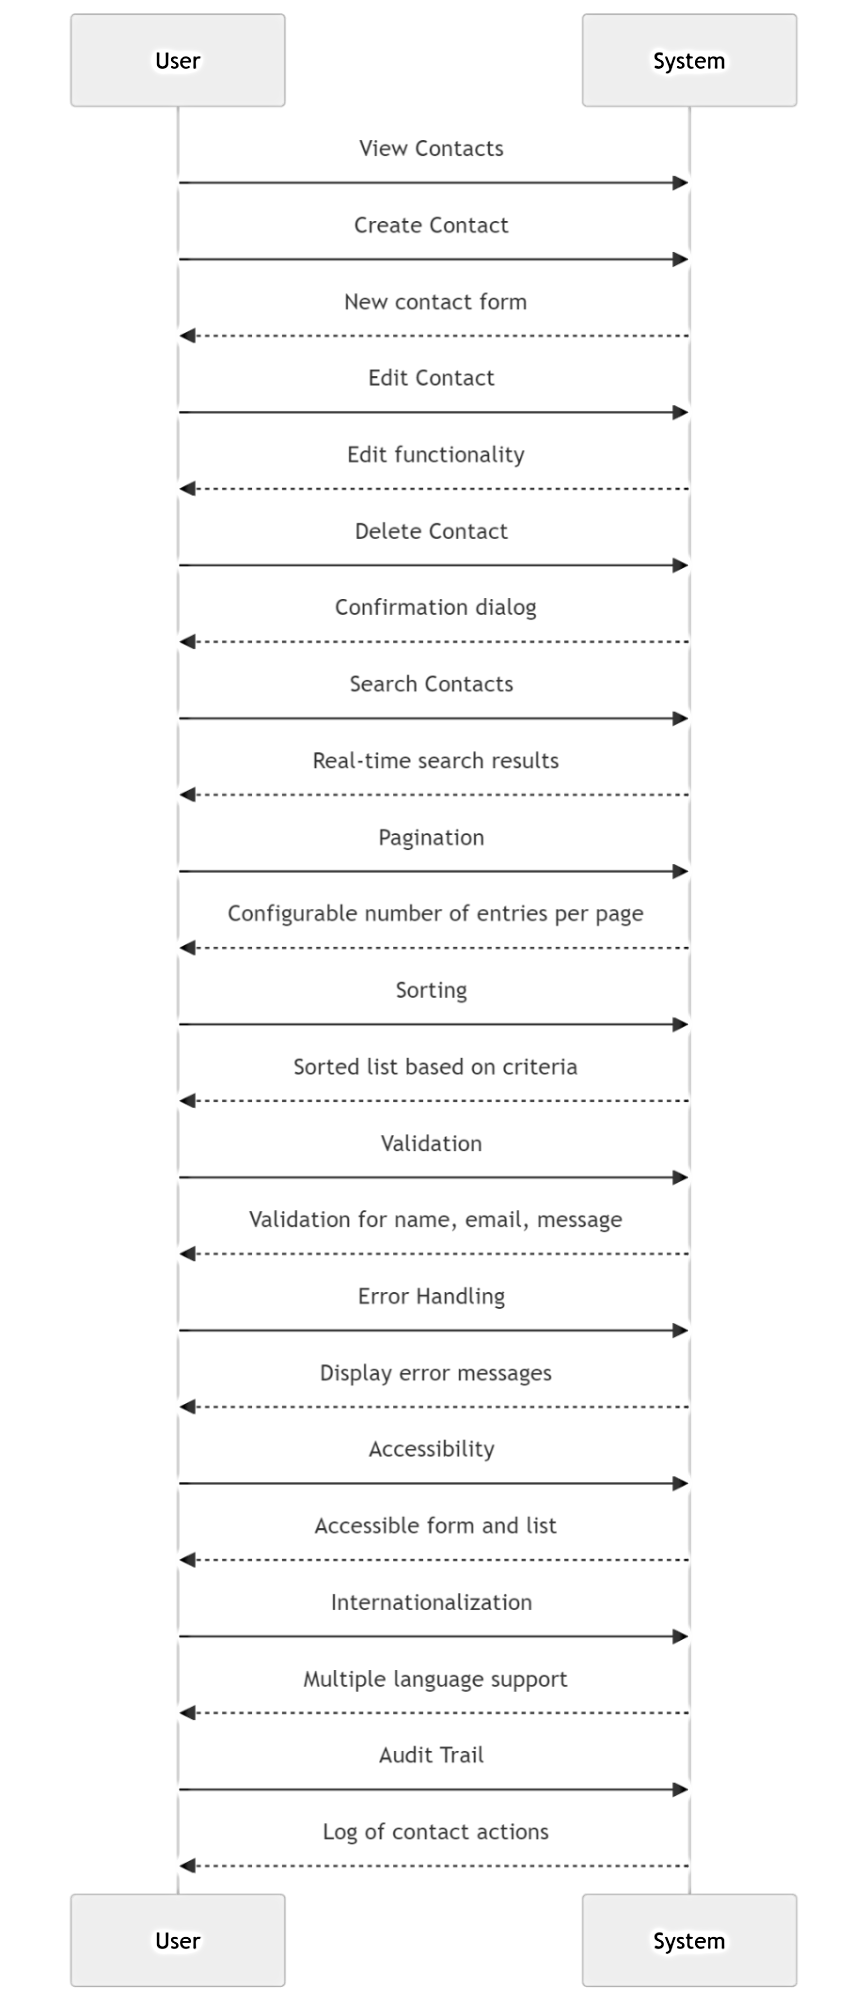 User
System
View Contacts
Create Contact
New contact form
Edit Contact
Edit functionality
Delete Contact
Confirmation dialog
Search Contacts
Real-time search results
Pagination
Configurable number of entries per page
Sorting
Sorted list based on criteria
Validation
Validation for name, email, message
Error Handling
Display error messages
Accessibility
Accessible form and list
Internationalization
Multiple language support
Audit Trail
Log of contact actions
User
System